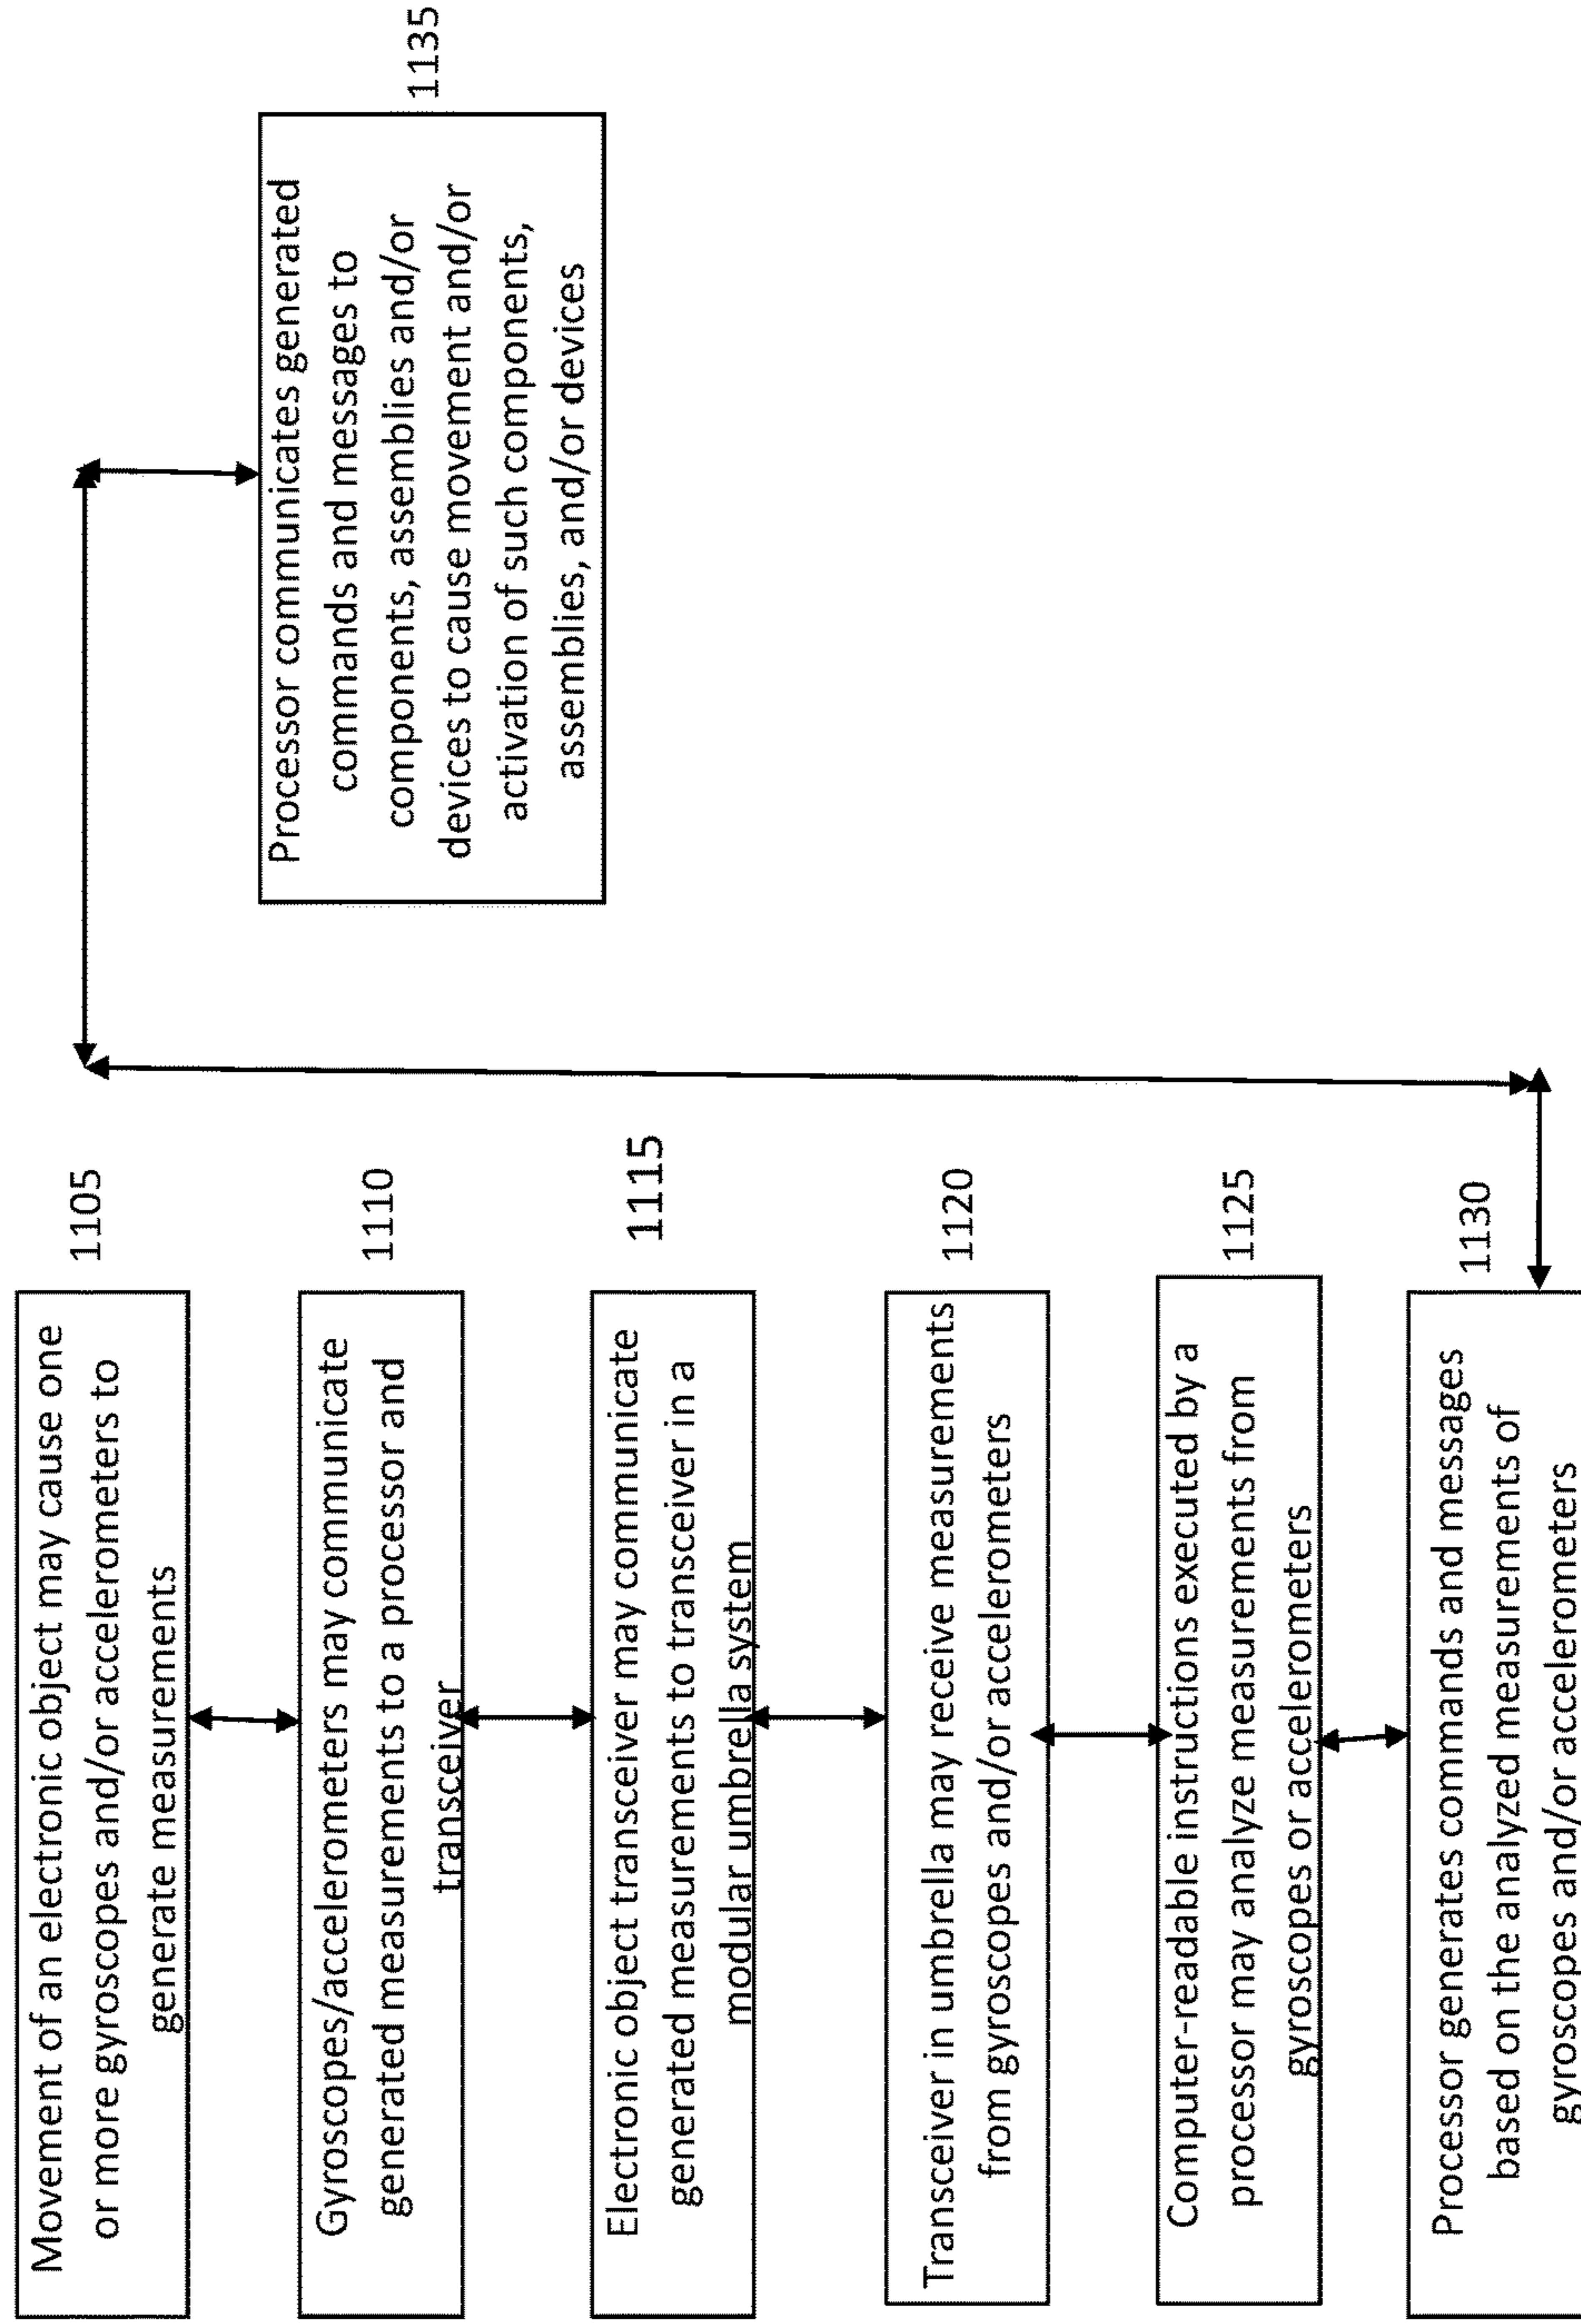 Movement of an electronic object may cause one
or more gyroscopes and/or accelerometers to
generate measurements
1105
Gyroscopes/accelerometers may communicate
generated measurements to a processor and
transceiver
1110
Electronic object transceiver may communicate
generated measurements to transceiver in a
modular umbrella system
1115
Transceiver in umbrella may receive measurements
from gyroscopes and/or accelerometers
1120
Computer-readable instructions executed by a
processor may analyze measurements from
gyroscopes or accelerometers
1125
Processor generates commands and messages
based on the analyzed measurements of
gyroscopes and/or accelerometers
1130
Processor communicates generated
commands and messages to
components, assemblies and/or
devices to cause movement and/or
activation of such components,
assemblies, and/or devices
1135